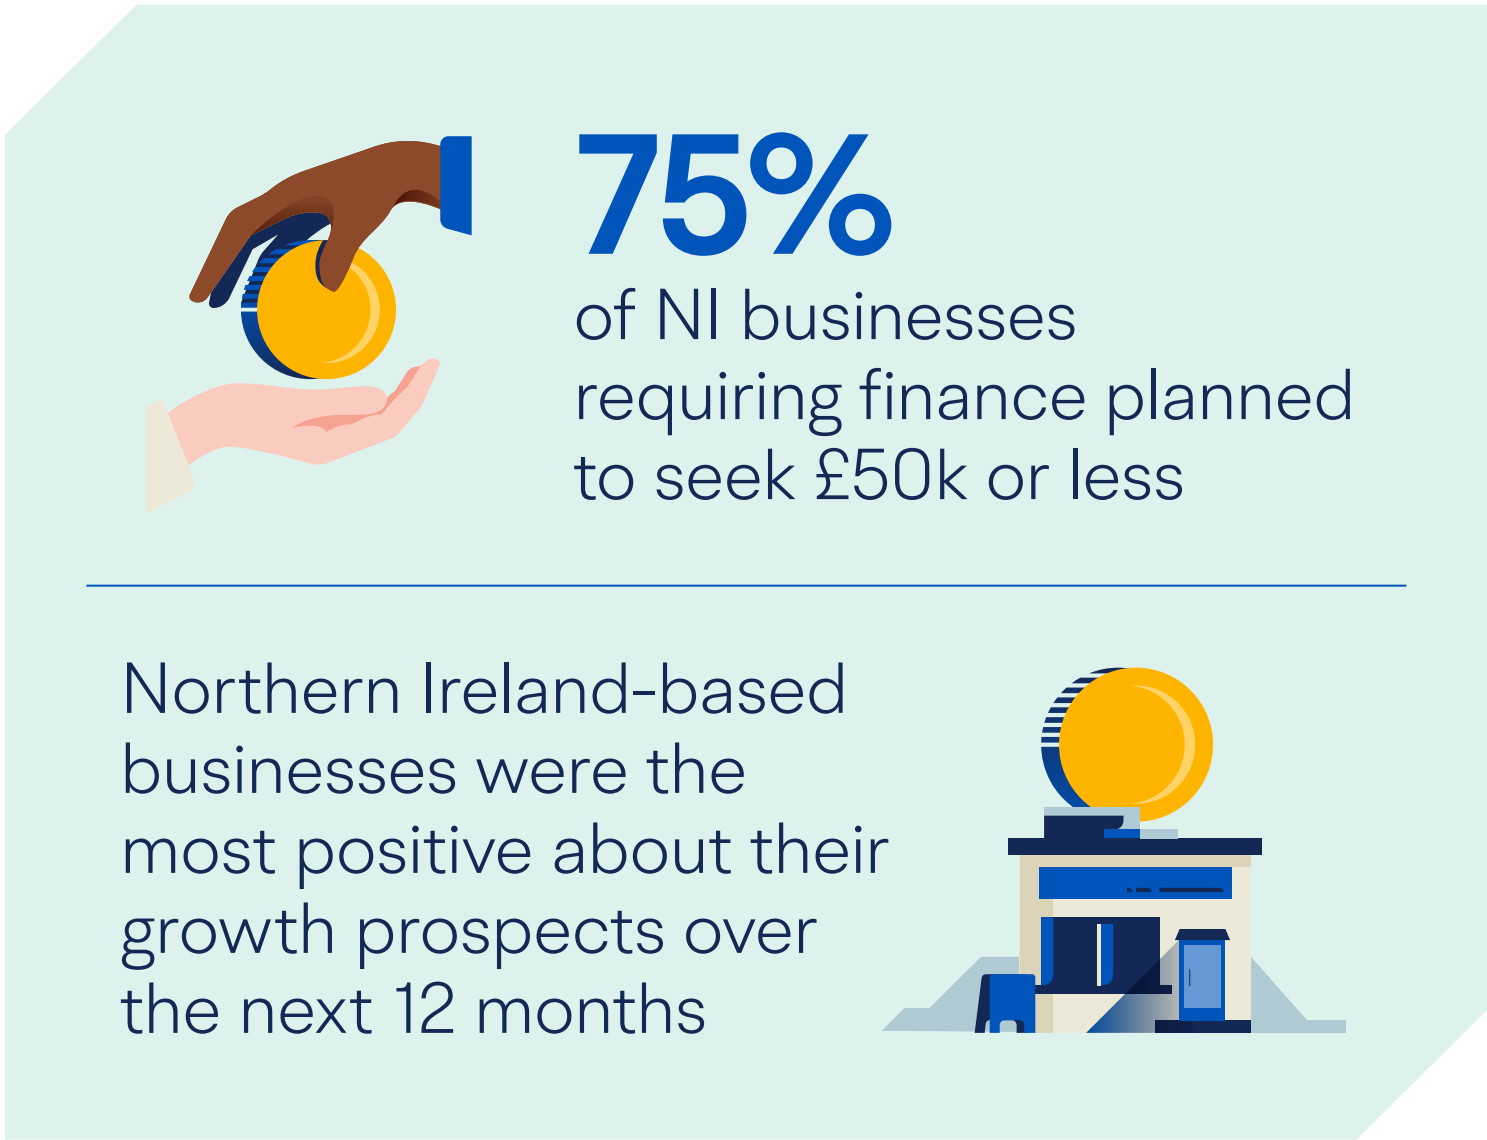 75%
of NI businesses
requiring finance planned
to seek £50k or less
Northern Ireland-based
businesses were the
most positive about their
growth prospects over
the next 12 months